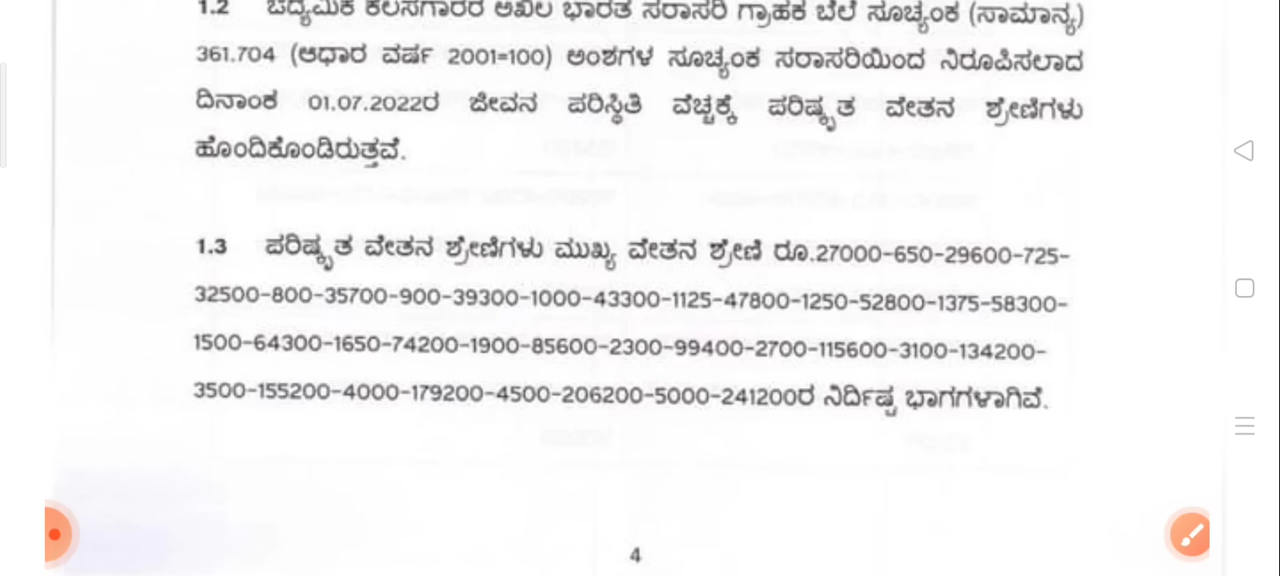 1.2 ಔದ್ಯಮಿಕ ಕೆಲಸಗಾರರ ಅಖಿಲ ಭಾರತ ಸರಾಸರಿ ಗ್ರಾಹಕ ಬೆಲೆ ಸೂಚ್ಯಂಕ (ಸಾಮಾನ್ಯ)
361.704 (ಆಧಾರ ವರ್ಷ 2001=100) ಅಂಶಗಳ ಸೂಚ್ಯಂಕ ಸರಾಸರಿಯಿಂದ ನಿರೂಪಿಸಲಾದ
ದಿನಾಂಕ 01.07.2022ರ ಜೀವನ ಪರಿಸ್ಥಿತಿ ವೆಚ್ಚಕ್ಕೆ ಪರಿಷ್ಕೃತ ವೇತನ ಶ್ರೇಣಿಗಳು
ಹೊಂದಿಕೊಂಡಿರುತ್ತವೆ.
1.3 ಪರಿಷ್ಕೃತ ವೇತನ ಶ್ರೇಣಿಗಳು ಮುಖ್ಯ ವೇತನ ಶ್ರೇಣಿ ರೂ.27000-650-29600-725-
32500-800-35700-900-39300-1000-43300-1125-47800-1250-52800-1375-58300-
1500-64300-1650-74200-1900-85600-2300-99400-2700-115600-3100-134200-
3500-155200-4000-179200-4500-206200-5000-241200ರ ನಿರ್ದಿಷ್ಟ ಭಾಗಗಳಾಗಿವೆ.
4